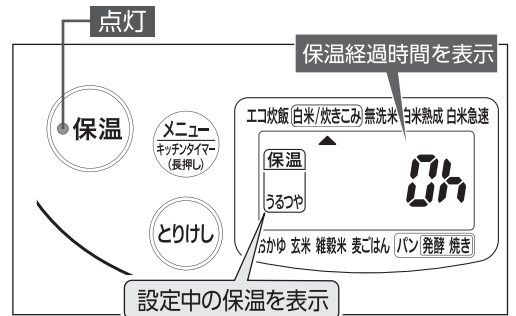 点灯
保温経過時間を表示
保温
メニュー
キッチンタイマー
(長押し)
とりけし
エコ炊飯 白米/炊きこみ 無洗米 白米熟成 白米急速
保温
うるつや
0h
おかゆ 玄米 雑穀米 麦ごはん パン 発酵 焼き
設定中の保温を表示